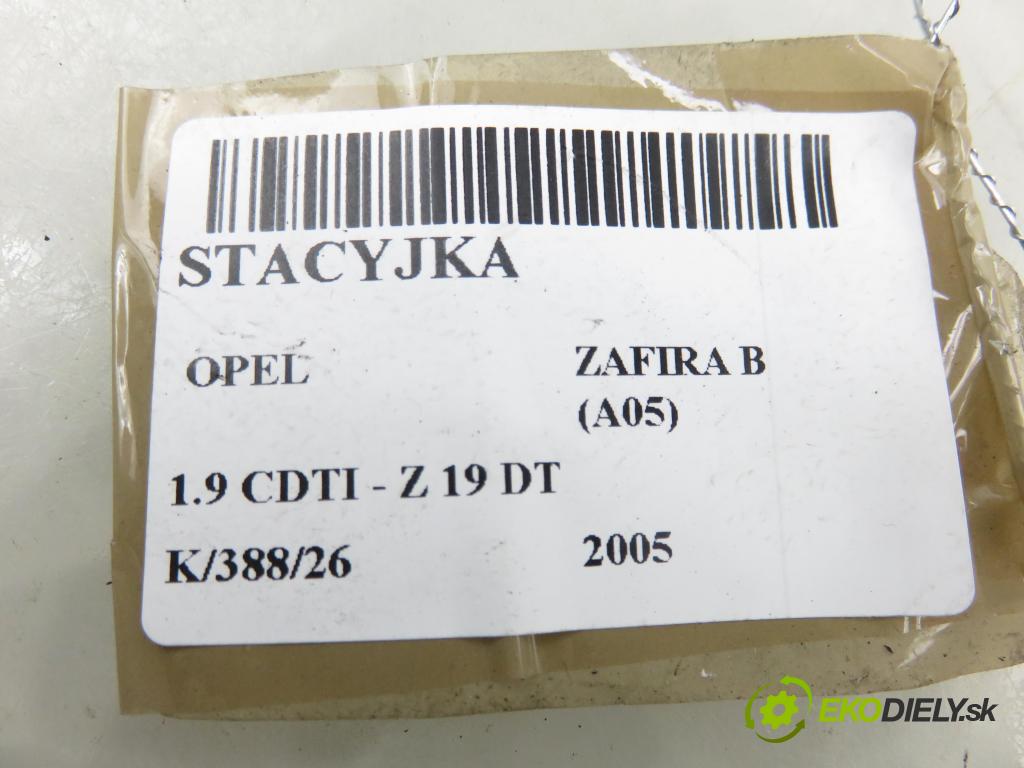 STACYJKA
OPEL ZAFIRA B
(A05)
1.9 CDTI - Z 19 DT
K/388/26 2005
EKODIELY.sk